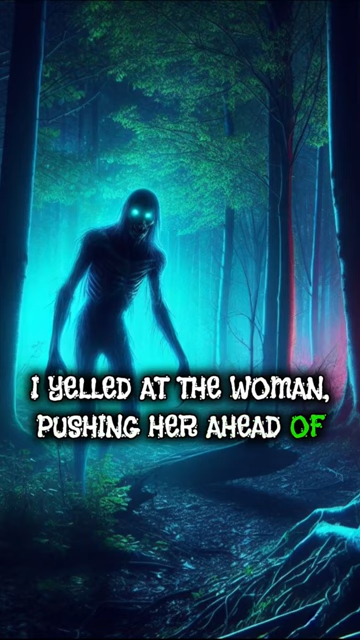 I YELLED AT THE WOMAN,
PUSHING HER AHEAD OF